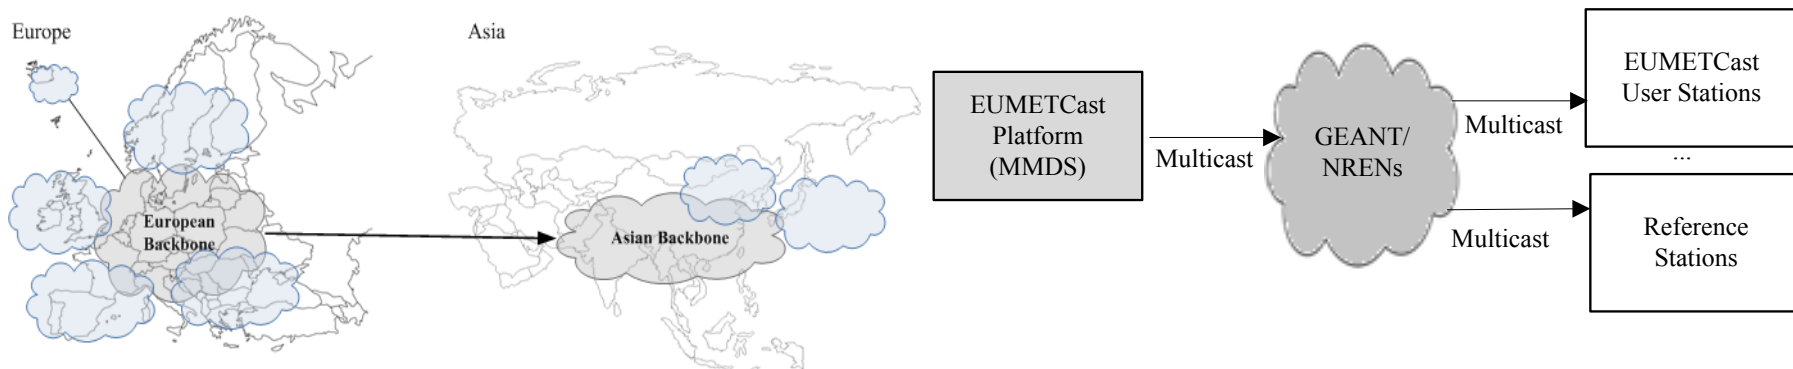 Europe
Asia
European
Backbone
Asian Backbone
EUMETCast
Platform
(MMDS)
Multicast
GEANT/
NRENs
Multicast
Multicast
EUMETCast
User Stations
...
Reference
Stations